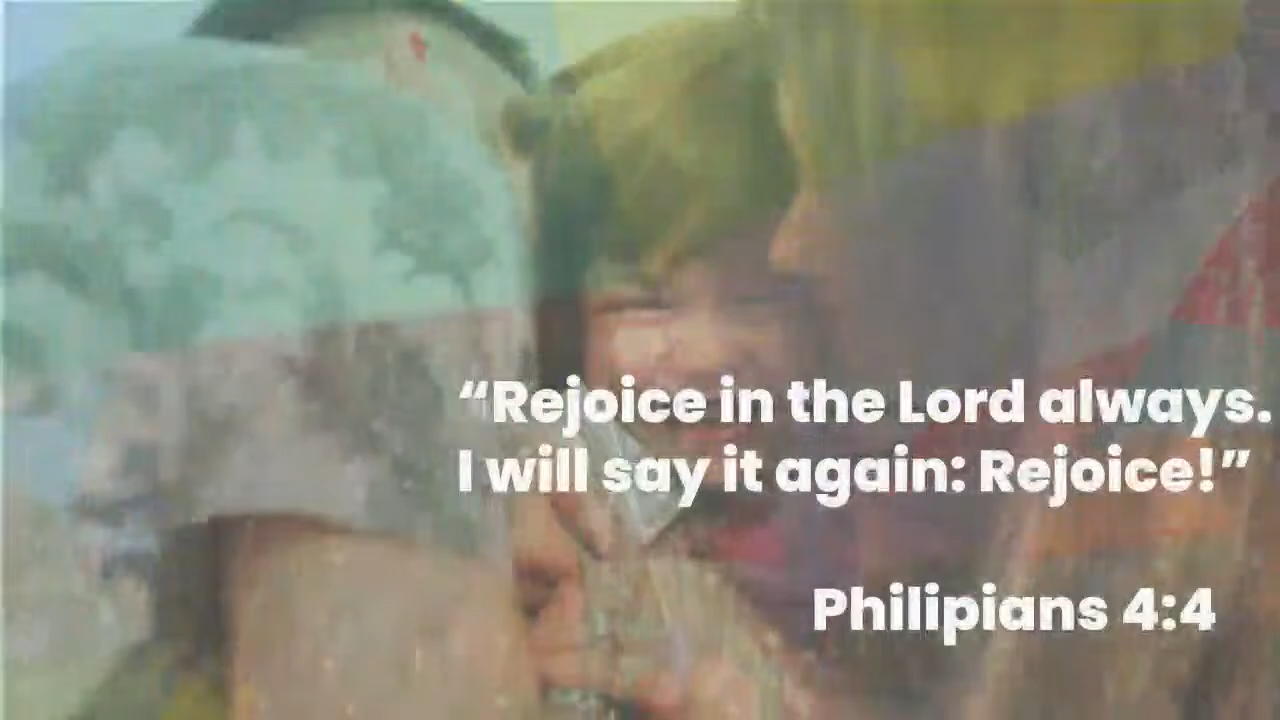 “Rejoice in the Lord always.
I will say it again: Rejoice!”
Philipians 4:4